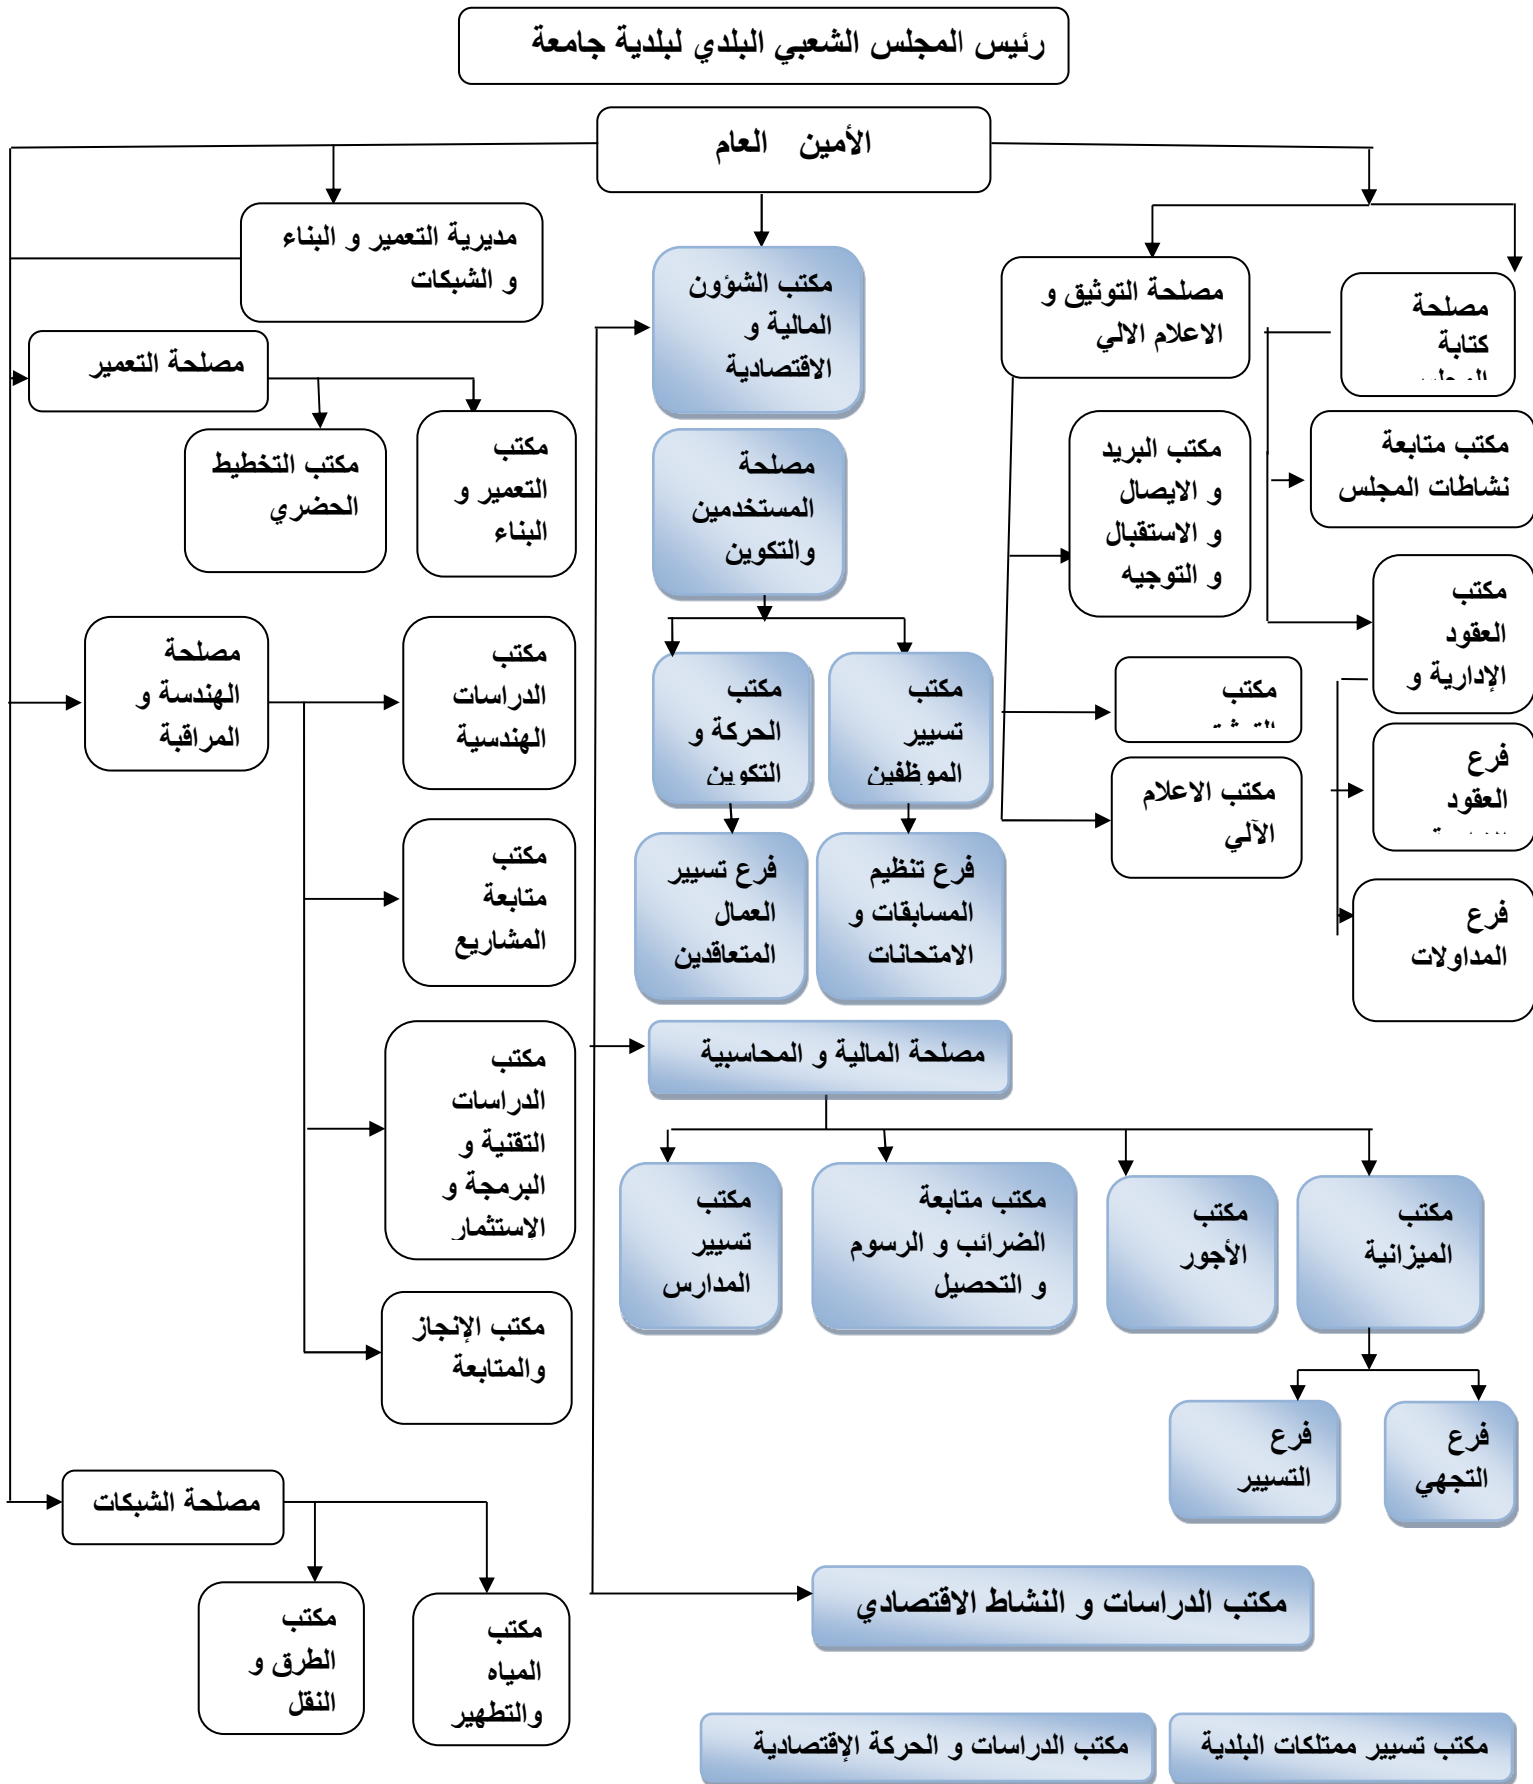 رئيس المجلس الشعبي البلدي لبلدية جامعة
الأمين العام
مصلحة
كتابة
مصلحة التوثيق و
الاعلام الالي
مكتب الشؤون
المالية و
الاقتصادية
مديرية التعمير و البناء
و الشبكات
مصلحة التعمير
مكتب متابعة
نشاطات المجلس
مكتب البريد
و الايصال
و الاستقبال
و التوجيه
مصلحة
المستخدمين
والتكوين
مكتب
التعمير و
البناء
مكتب التخطيط
الحضري
مكتب
العقود
الإدارية و
مكتب
مكتب
تسيير
الموظفين
مكتب
الحركة و
التكوين
مكتب
الدراسات
الهندسية
مصلحة
الهندسة و
المراقبة
فرع
العقود
مكتب الاعلام
الآلي
فرع تنظيم
المسابقات و
الامتحانات
فرع تسيير
العمال
المتعاقدين
مكتب
متابعة
المشاريع
فرع
المداولات
مصلحة المالية و المحاسبية
مكتب
الدراسات
التقنية و
البرمجة و
الاستثمار
مكتب
الميزانية
مكتب
الأجور
مكتب متابعة
الضرائب و الرسوم
و التحصيل
مكتب
تسيير
المدارس
مكتب الإنجاز
والمتابعة
فرع
التجهي
فرع
التسيير
مصلحة الشبكات
مكتب
المياه
والتطهير
مكتب
الطرق و
النقل
مكتب الدراسات و النشاط الاقتصادي
مكتب تسيير ممتلكات البلدية
مكتب الدراسات و الحركة الإقتصادية